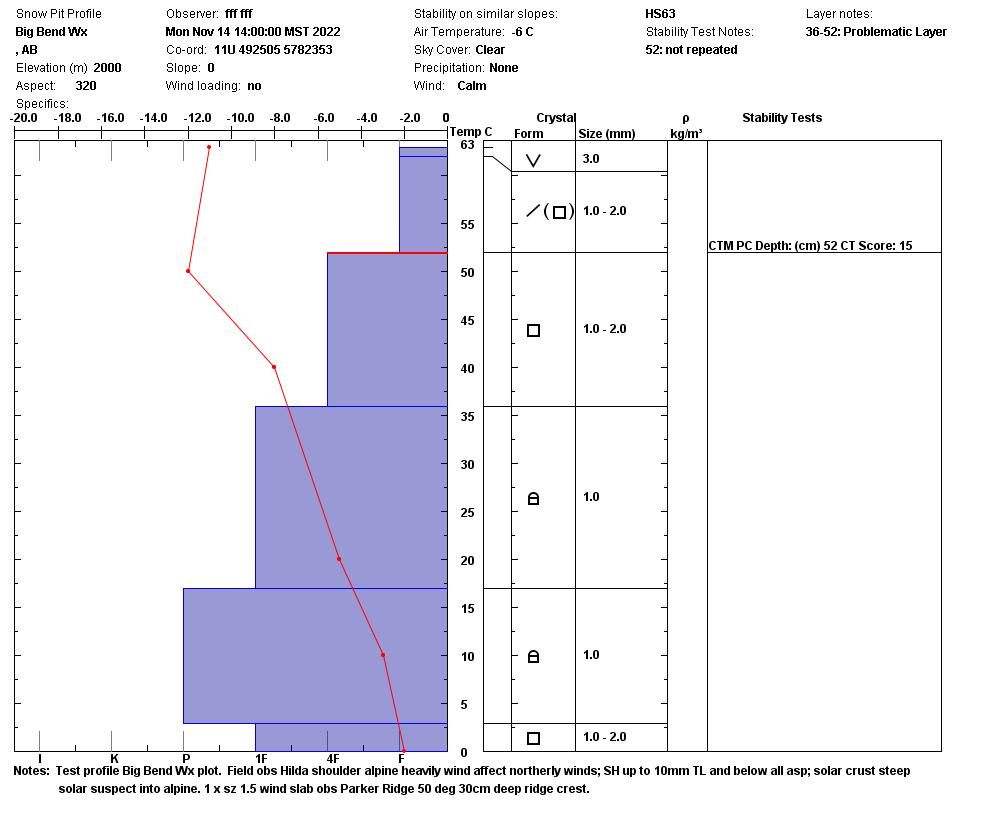 Snow Pit Profile Observer: fff fff Stability on similar slopes: HS63 Layer notes:
Big Bend Wx Mon Nov 14 14:00:00 MST 2022 Air Temperature: -6 C Stability Test Notes: 36-52: Problematic Layer
, AB Co-ord: 11U 492505 5782353 Sky Cover: Clear 52: not repeated
Elevation (m) 2000 Slope: 0 Precipitation: None
Aspect: 320 Wind loading: no Wind: Calm
Specifics:
-20.0 -18.0 -16.0 -14.0 -12.0 -10.0 -8.0 -6.0 -4.0 -2.0 0 Crystal ρ Stability Tests
Temp C Form Size (mm) kg/m³
63
3.0
( ) 1.0 - 2.0
55
CTM PC Depth: (cm) 52 CT Score: 15
50
45 1.0 - 2.0
40
35
30
1.0
25
20
15
10 1.0
5
1.0 - 2.0
0
I K P 1F 4F F
Notes: Test profile Big Bend Wx plot. Field obs Hilda shoulder alpine heavily wind affect northerly winds; SH up to 10mm TL and below all asp; solar crust steep
solar suspect into alpine. 1 x sz 1.5 wind slab obs Parker Ridge 50 deg 30cm deep ridge crest.